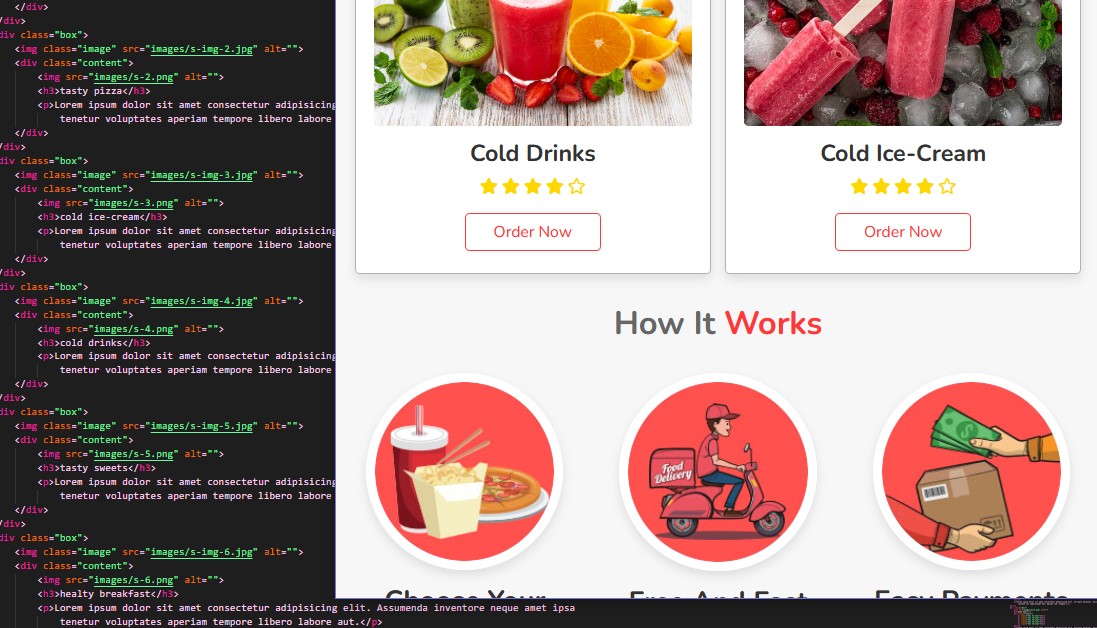 </div>
/div>
div class="box">
<img class="image" src="images/s-img-2.jpg" alt="">
<div class="content">
<img src="images/s-2.png" alt="">
<h3>tasty pizza</h3>
<p>Lorem ipsum dolor sit amet consectetur adipisicing
tenetur voluptates aperiam tempore libero labore
</div>
/div>
div class="box">
<img class="image" src="images/s-img-3.jpg" alt="">
<div class="content">
<img src="images/s-3.png" alt="">
<h3>cold ice-cream</h3>
<p>Lorem ipsum dolor sit amet consectetur adipisicing
tenetur voluptates aperiam tempore libero labore
</div>
/div>
div class="box">
<img class="image" src="images/s-img-4.jpg" alt="">
<div class="content">
<img src="images/s-4.png" alt="">
<h3>cold drinks</h3>
<p>Lorem ipsum dolor sit amet consectetur adipisicing
tenetur voluptates aperiam tempore libero labore
</div>
/div>
div class="box">
<img class="image" src="images/s-img-5.jpg" alt="">
<div class="content">
<img src="images/s-5.png" alt="">
<h3>tasty sweets</h3>
<p>Lorem ipsum dolor sit amet consectetur adipisicing
tenetur voluptates aperiam tempore libero labore
</div>
/div>
div class="box">
<img class="image" src="images/s-img-6.jpg" alt="">
<div class="content">
<img src="images/s-6.png" alt="">
<h3>healty breakfast</h3>
<p>Lorem ipsum dolor sit amet consectetur adipisicing elit. Assumenda inventore neque amet ipsa
tenetur voluptates aperiam tempore libero labore aut.</p>
Cold Drinks
Order Now
Cold Ice-Cream
Order Now
How It Works
Food
Delivery
Choose Your
Free And Fast
Easy Payments